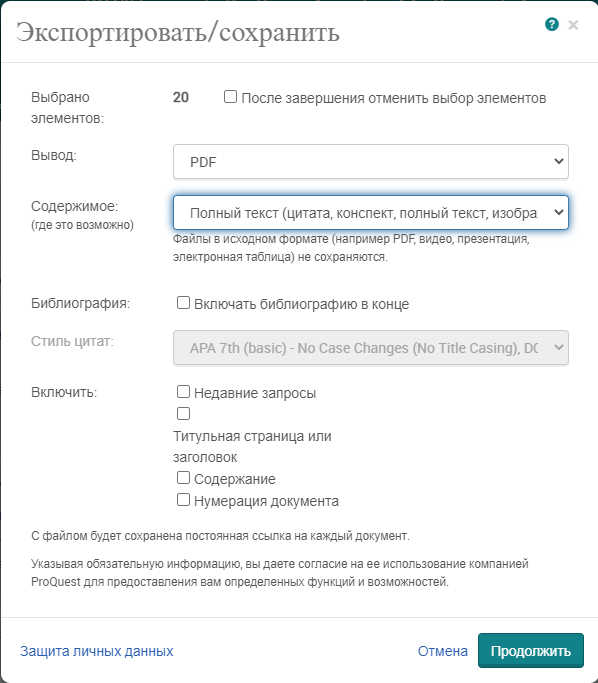 Экспортировать/сохранить
?
×
Выбрано
элементов:
20
После завершения отменить выбор элементов
Вывод:
PDF
Содержимое:
(где это возможно)
Полный текст (цитата, конспект, полный текст, изобра
Файлы в исходном формате (например PDF, видео, презентация,
электронная таблица) не сохраняются.
Библиография:
Включать библиографию в конце
Стиль цитат:
APA 7th (basic) - No Case Changes (No Title Casing), DO
Включить:
Недавние запросы
Титульная страница или
заголовок
Содержание
Нумерация документа
С файлом будет сохранена постоянная ссылка на каждый документ.
Указывая обязательную информацию, вы даете согласие на ее использование компанией
ProQuest для предоставления вам определенных функций и возможностей.
Защита личных данных
Отмена
Продолжить